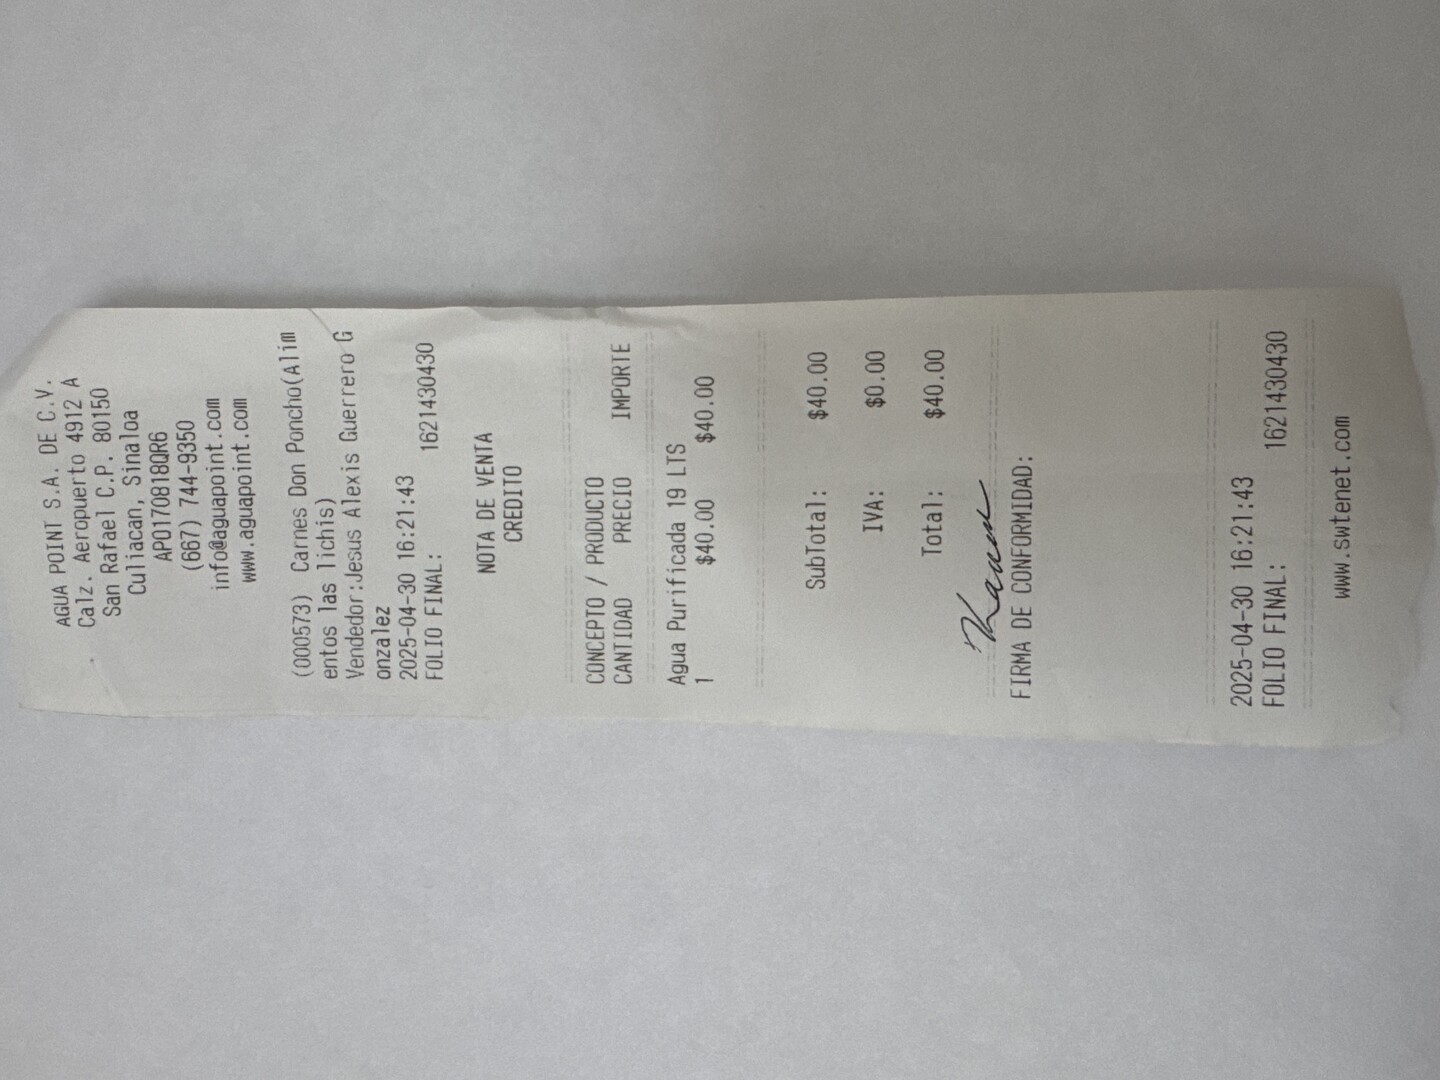 AGUA POINT S.A. DE C.V.
Calz. Aeropuerto 4912 A
San Rafael C.P. 80150
Culiacan, Sinaloa
APO170818QR6
(667) 744-9350
info@aguapoint.com
www.aguapoint.com
(000573) Carnes Don Poncho(Alim
entos las lichis)
Vendedor:Jesus Alexis Guerrero G
onzalez
2025-04-30 16:21:43
FOLIO FINAL: 1621430430
NOTA DE VENTA
CREDITO
CONCEPTO / PRODUCTO
CANTIDAD PRECIO IMPORTE
Agua Purificada 19 LTS
1 $40.00 $40.00
SubTotal: $40.00
IVA: $0.00
Total: $40.00
Karen
FIRMA DE CONFORMIDAD:
2025-04-30 16:21:43
FOLIO FINAL: 1621430430
www.swtenet.com